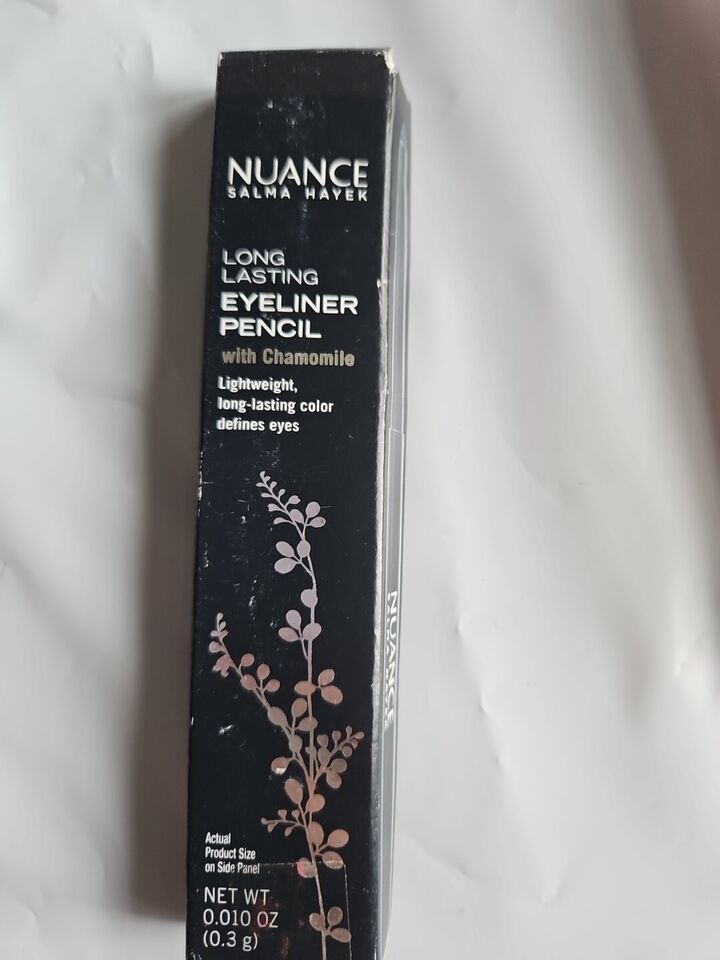 NUANCE
SALMA HAYEK
LONG
LASTING
EYELINER
PENCIL
with Chamomile
Lightweight,
long-lasting color
defines eyes
Actual
Product Size
on Side Panel
NET WT
0.010 OZ
(0.3 g)
NUANCE